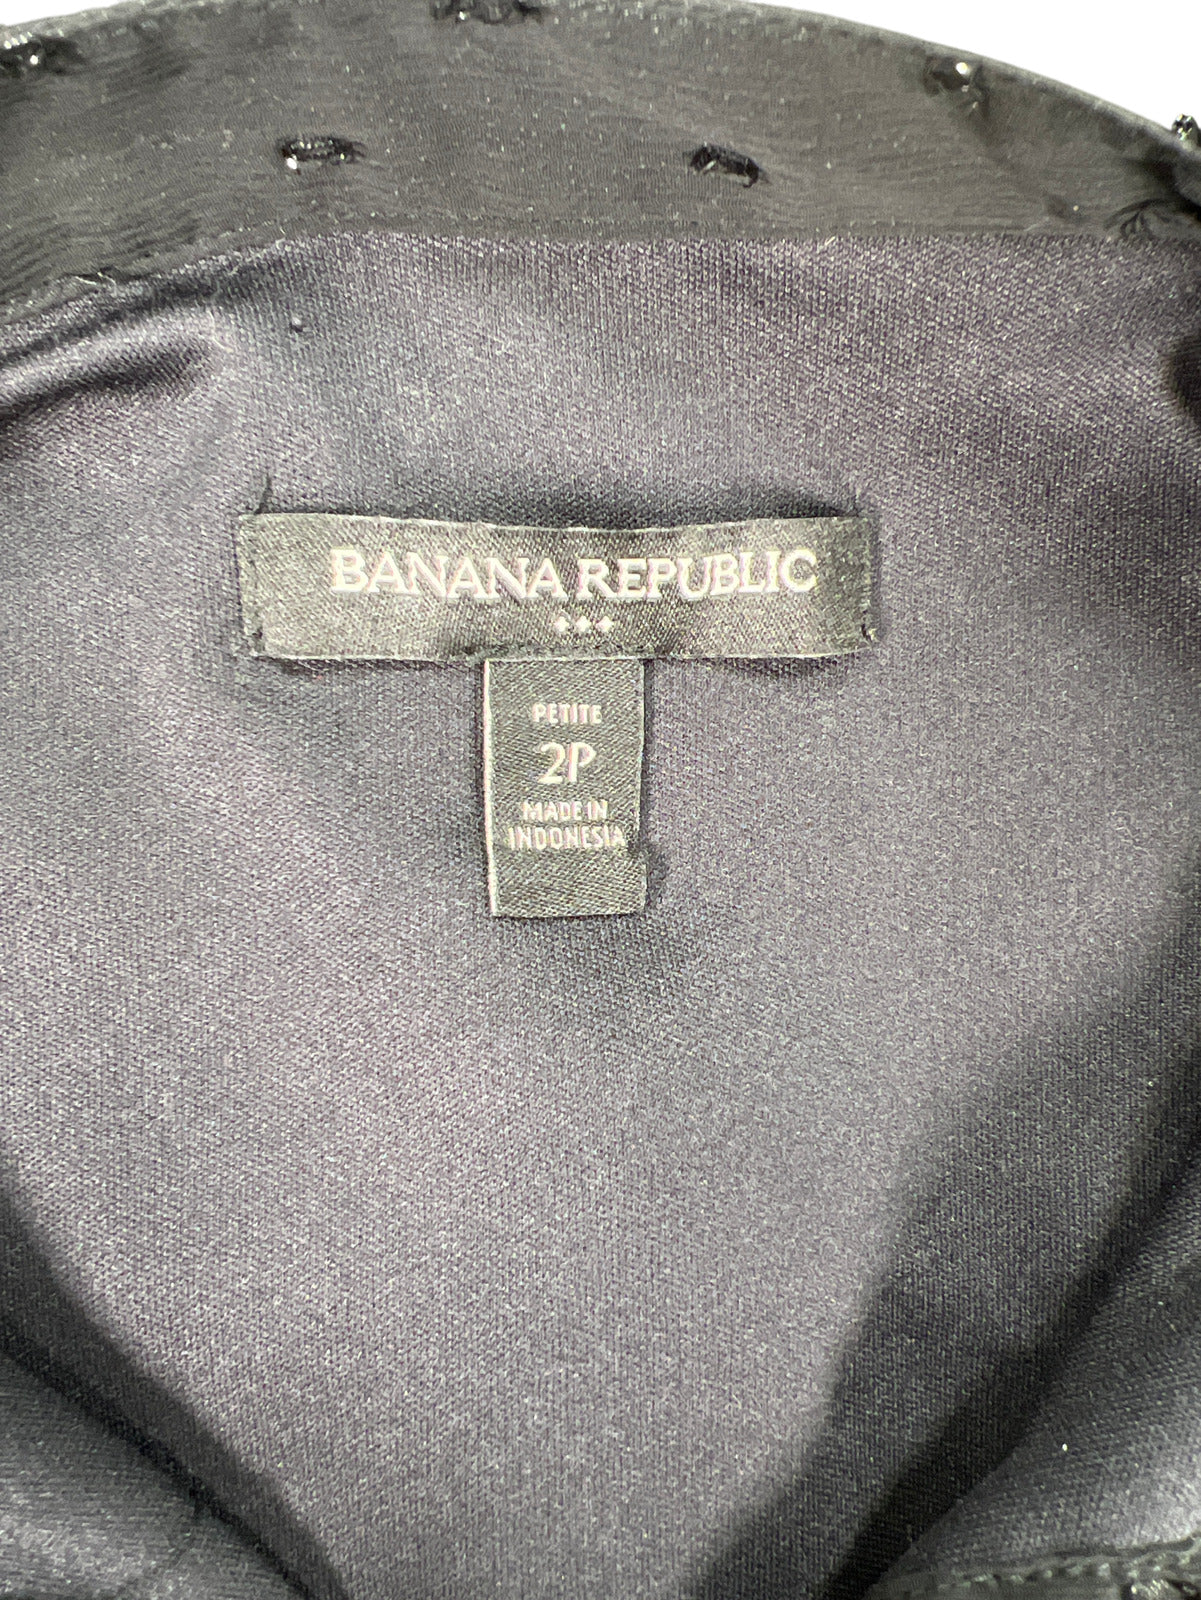 BANANA REPUBLIC
PETITE
2P
MADE IN
INDONESIA